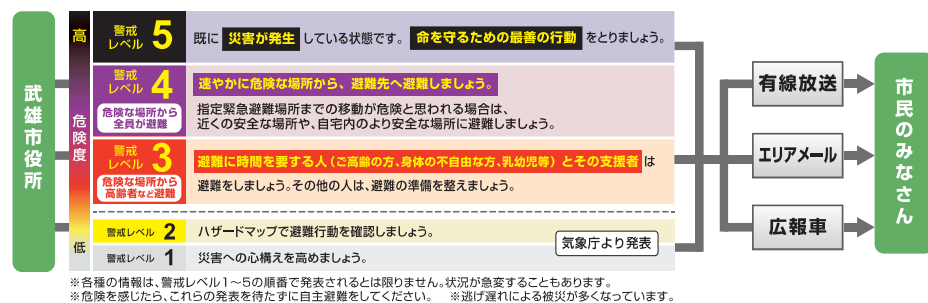 武雄市役所
高
危険度
低
警戒レベル 5
既に 災害が発生 している状態です。 命を守るための最善の行動 をとりましょう。
警戒レベル 4
危険な場所から
全員が避難
速やかに危険な場所から、避難先へ避難しましょう。
指定緊急避難場所までの移動が危険と思われる場合は、
近くの安全な場所や、自宅内のより安全な場所に避難しましょう。
警戒レベル 3
危険な場所から
高齢者など避難
避難に時間を要する人(ご高齢の方、身体の不自由な方、乳幼児等)とその支援者 は
避難をしましょう。その他の人は、避難の準備を整えましょう。
警戒レベル 2
ハザードマップで避難行動を確認しましょう。
警戒レベル 1
災害への心構えを高めましょう。
気象庁より発表
有線放送
エリアメール
広報車
市民のみなさん
※各種の情報は、警戒レベル1～5の順番で発表されるとは限りません。状況が急変することもあります。
※危険を感じたら、これらの発表を待たずに自主避難をしてください。 ※逃げ遅れによる被災が多くなっています。